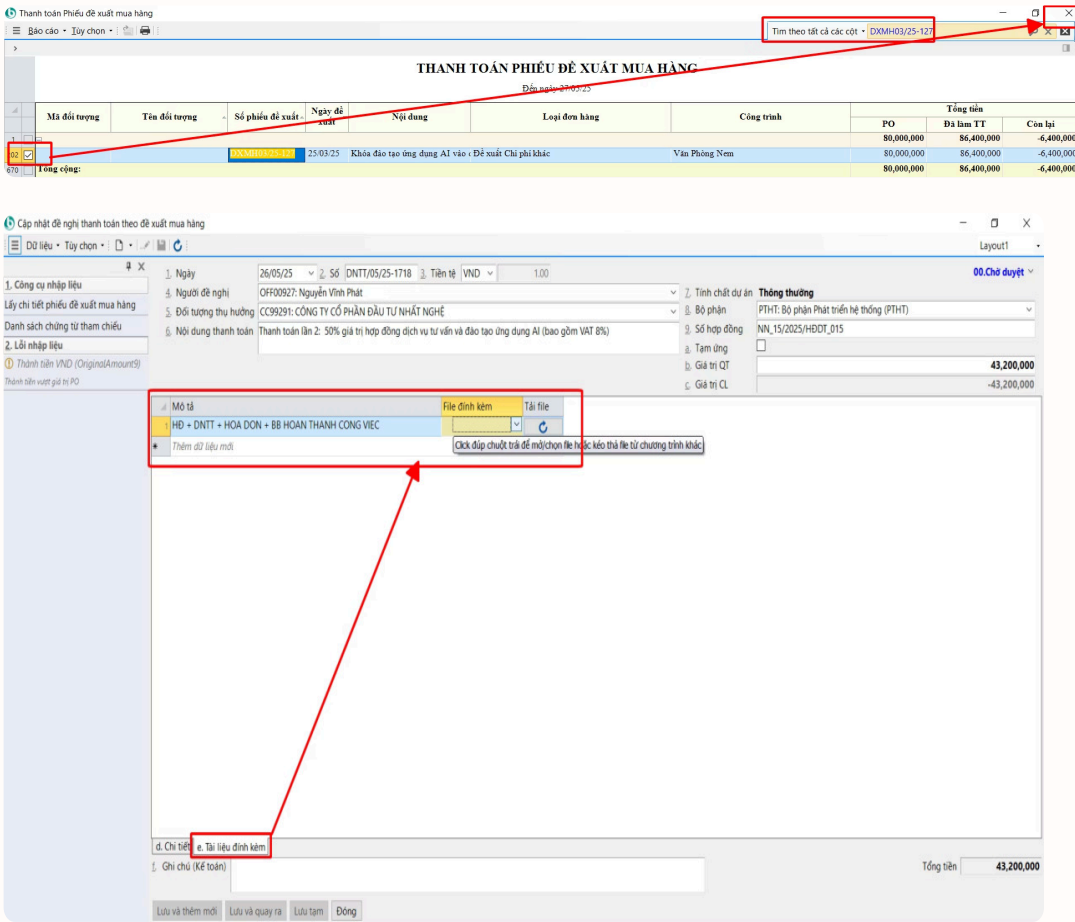 Thanh toán Phiếu đề xuất mua hàng
Báo cáo Tùy chọn Tìm theo tất cả các cột DXMH03/25-127
THANH TOÁN PHIẾU ĐỀ XUẤT MUA HÀNG
Đến ngày 27/05/25
Mã đối tượng Tên đối tượng Số phiếu đề xuất Ngày đề xuất Nội dung Loại đơn hàng Công trình Tổng tiền
PO Đã làm TT Còn lại
1 80,000,000 86,400,000 -6,400,000
102 DXMH03/25-127 25/03/25 Khóa đào tạo ứng dụng AI vào Đề xuất Chi phí khác Văn Phòng Nem 80,000,000 86,400,000 -6,400,000
670 Tổng cộng: 80,000,000 86,400,000 -6,400,000
Cập nhật đề nghị thanh toán theo đề xuất mua hàng
Dữ liệu Tùy chọn Layout1
1. Ngày 26/05/25 2. Số DNTT/05/25-1718 3. Tiền tệ VND 1.00 00.Chờ duyệt
1. Công cụ nhập liệu
4. Người đề nghị OFF00927: Nguyễn Vĩnh Phát 7. Tính chất dự án Thông thường
Lấy chi tiết phiếu đề xuất mua hàng
5. Đối tượng thụ hưởng CC99291: CÔNG TY CỔ PHẦN ĐẦU TƯ NHẤT NGHỆ 8. Bộ phận PTHT: Bộ phận Phát triển hệ thống (PTHT)
Danh sách chứng từ tham chiếu
6. Nội dung thanh toán Thanh toán lần 2: 50% giá trị hợp đồng dịch vụ tư vấn và đào tạo ứng dụng AI (bao gồm VAT 8%) 9. Số hợp đồng NN_15/2025/HĐDT_015
2. Lỗi nhập liệu
a. Tạm ứng
Thành tiền VND (OriginalAmount9)
b. Giá trị QT 43,200,000
Thành tiền vượt giá trị PO
c. Giá trị CL -43,200,000
Mô tả File đính kèm Tải file
1 HĐ + DNTT + HOA DON + BB HOAN THANH CONG VIEC
Thêm dữ liệu mới
Click đúp chuột trái để mở/chọn file hoặc kéo thả file từ chương trình khác
d. Chi tiết e. Tài liệu đính kèm
f. Ghi chú (Kế toán) Tổng tiền 43,200,000
Lưu và thêm mới Lưu và quay ra Lưu tạm Đóng